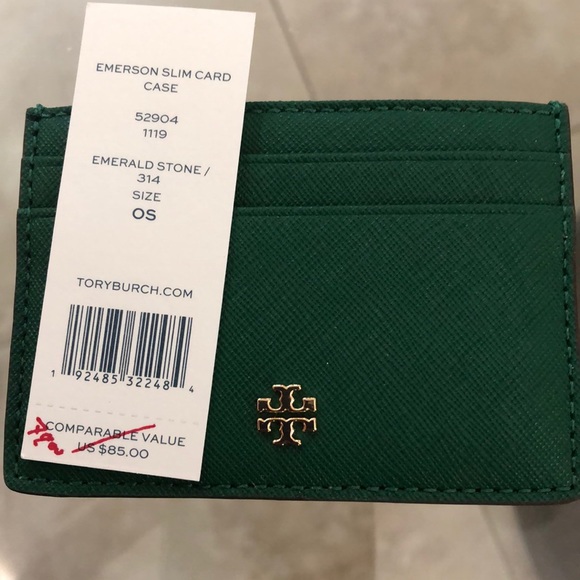 EMERSON SLIM CARD
CASE
52904
1119
EMERALD STONE /
314
SIZE
OS
TORYBURCH.COM
1 92485 32248 4
COMPARABLE VALUE
US $85.00